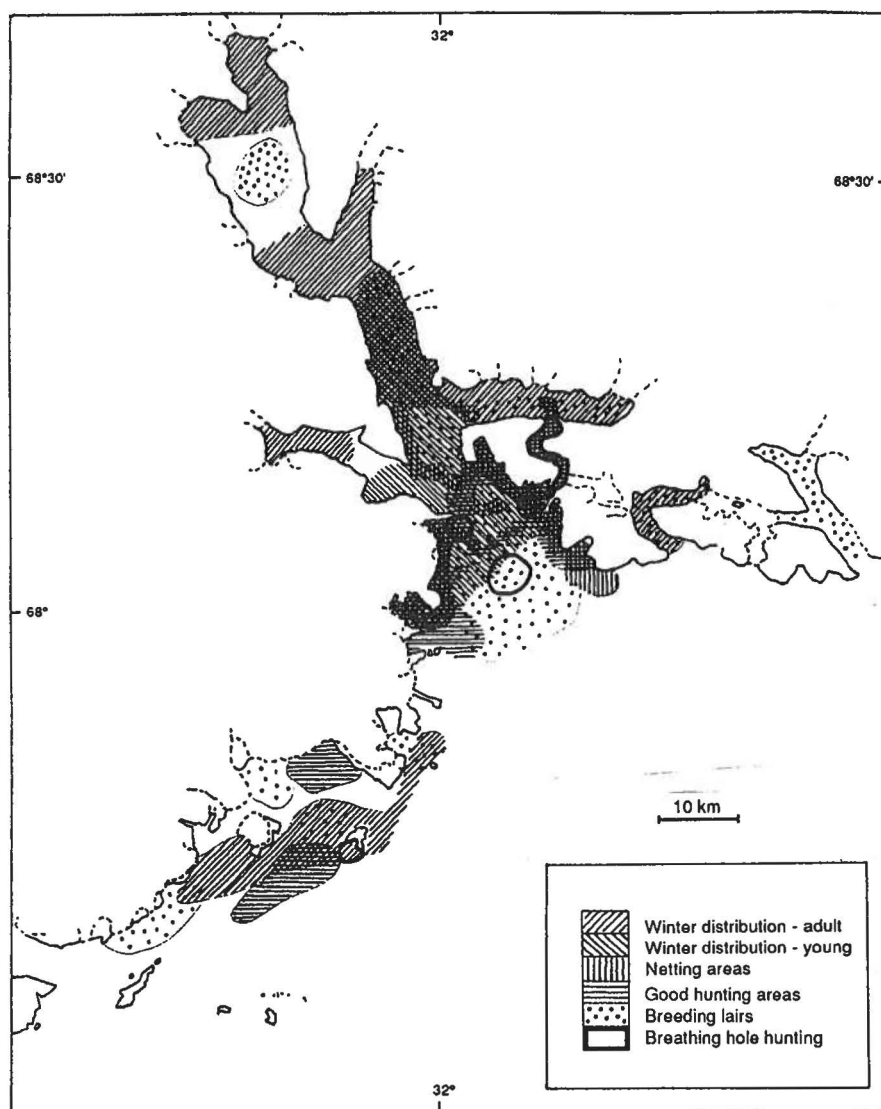 32°
68°30'
68°30'
68°
10 km
Winter distribution - adult
Winter distribution - young
Netting areas
Good hunting areas
Breeding lairs
Breathing hole hunting
32°